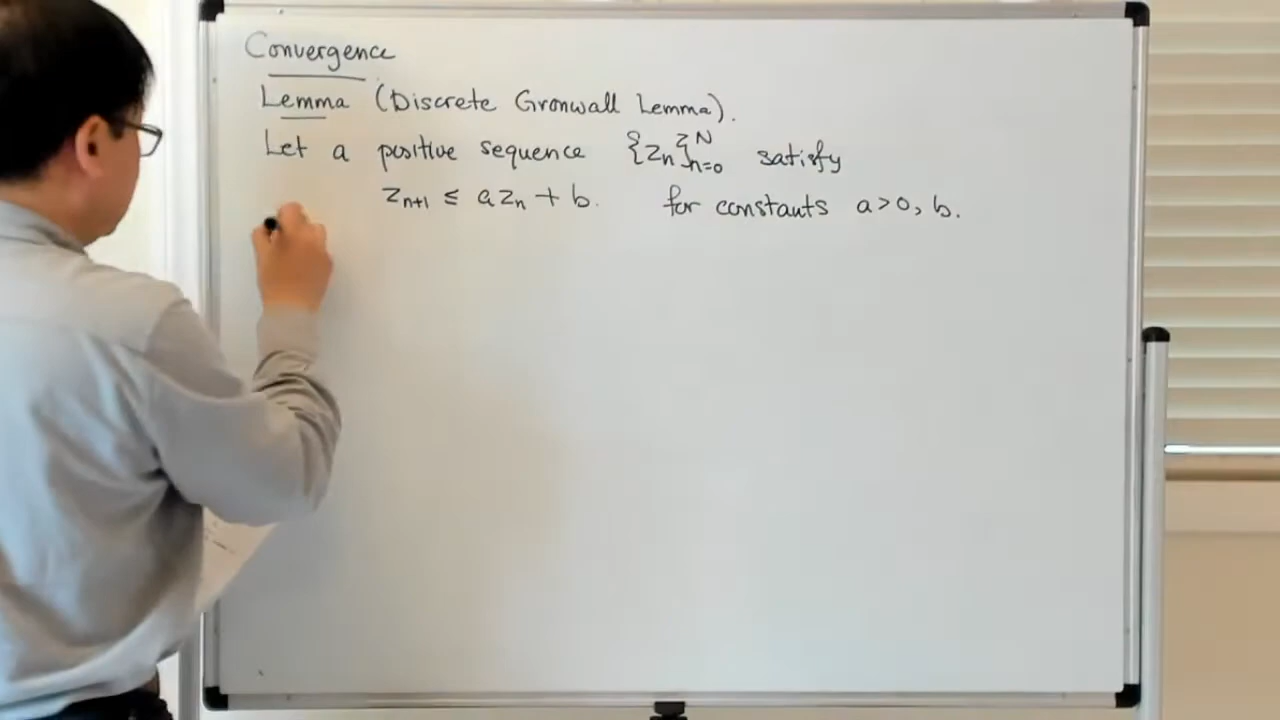 Convergence
Lemma (Discrete Gronwall Lemma).
Let a positive sequence {z_n}_{n=0}^N satisfy
z_{n+1} ≤ a z_n + b. for constants a>0, b.